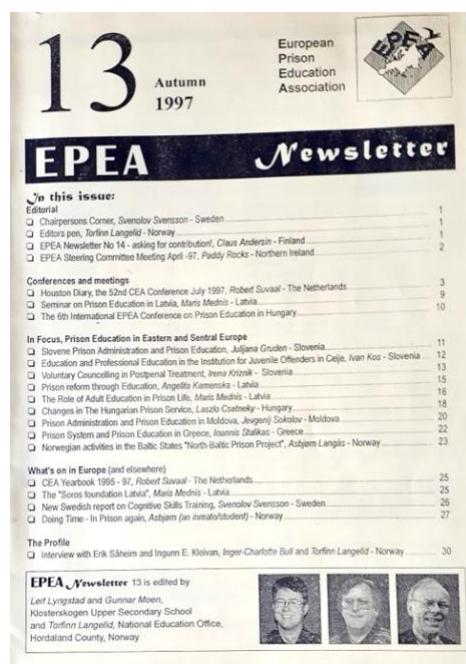 13
Autumn
1997
European
Prison
Education
Association
EPEA
EPEA Newsletter
In this issue:
Editorial
Chairpersons Corner, Svenolov Svensson - Sweden 1
Editors pen, Torfinn Langelid - Norway 1
EPEA Newsletter No 14 - asking for contribution!, Claus Andersin - Finland 1
EPEA Steering Committee Meeting April -97, Paddy Rocks - Northern Ireland 2
Conferences and meetings
Houston Diary, the 52nd CEA Conference July 1997, Robert Suvaal - The Netherlands 3
Seminar on Prison Education in Latvia, Maris Mednis - Latvia 9
The 6th International EPEA Conference on Prison Education in Hungary 10
In Focus, Prison Education in Eastern and Sentral Europe
Slovene Prison Administration and Prison Education, Julijana Gruden - Slovenia 11
Education and Professional Education in the Institution for Juvenile Offenders in Celje, Ivan Kos - Slovenia 12
Voluntary Councelling in Postpenal Treatment, Irena Kriznik - Slovenia 13
Prison reform through Education, Angelita Kamenska - Latvia 15
The Role of Adult Education in Prison Life, Maris Mednis - Latvia 16
Changes in The Hungarian Prison Service, Laszlo Csetneky - Hungary 18
Prison Administration and Prison Education in Moldova, Jevgenij Sokolov - Moldova 20
Prison System and Prison Education in Greece, Ioannis Stalikas - Greece 22
Norwegian activities in the Baltic States "North-Baltic Prison Project", Asbjørn Langås - Norway 23
What's on in Europe (and elsewhere)
CEA Yearbook 1995 - 97, Robert Suvaal - The Netherlands 25
The "Soros foundation Latvia", Maris Mednis - Latvia 25
New Swedish report on Cognitive Skills Training, Svenolov Svensson - Sweden 26
Doing Time - In Prison again, Asbjørn (an inmate/student) - Norway 27
The Profile
Interview with Erik Såheim and Ingunn E. Kleivan, Inger-Charlotte Bull and Torfinn Langelid - Norway 30
EPEA Newsletter 13 is edited by
Leif Lyngstad and Gunnar Moen,
Klosterskogen Upper Secondary School
and Torfinn Langelid, National Education Office,
Hordaland County, Norway